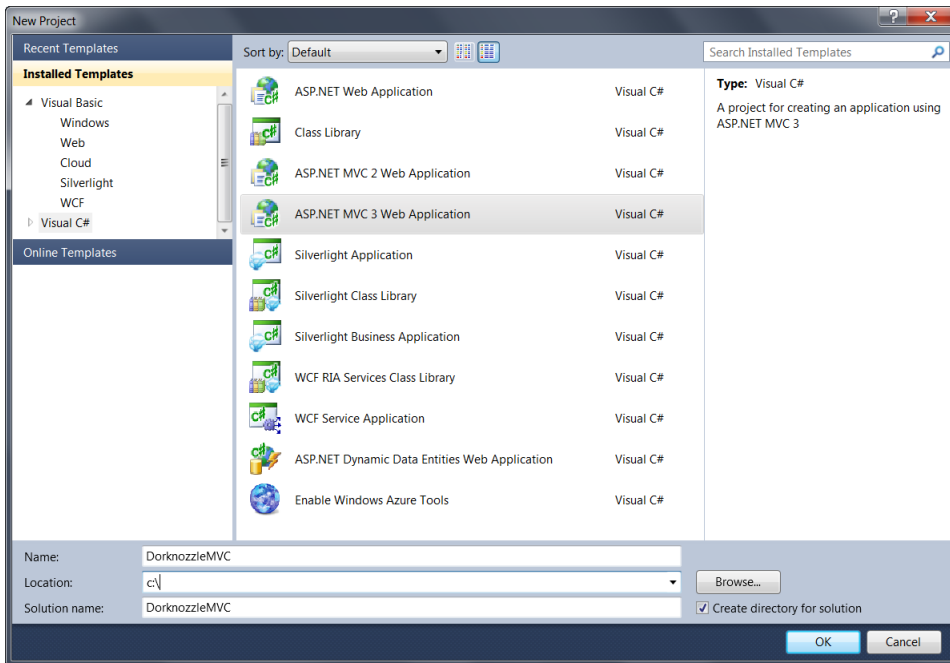 New Project
Recent Templates
Installed Templates
Visual Basic
Windows
Web
Cloud
Silverlight
WCF
Visual C#
Online Templates
Sort by: Default
ASP.NET Web Application Visual C#
Class Library Visual C#
ASP.NET MVC 2 Web Application Visual C#
ASP.NET MVC 3 Web Application Visual C#
Silverlight Application Visual C#
Silverlight Class Library Visual C#
Silverlight Business Application Visual C#
WCF RIA Services Class Library Visual C#
WCF Service Application Visual C#
ASP.NET Dynamic Data Entities Web Application Visual C#
Enable Windows Azure Tools Visual C#
Search Installed Templates
Type: Visual C#
A project for creating an application using
ASP.NET MVC 3
Name: DorknozzleMVC
Location: c:\
Browse...
Solution name: DorknozzleMVC
Create directory for solution
OK Cancel